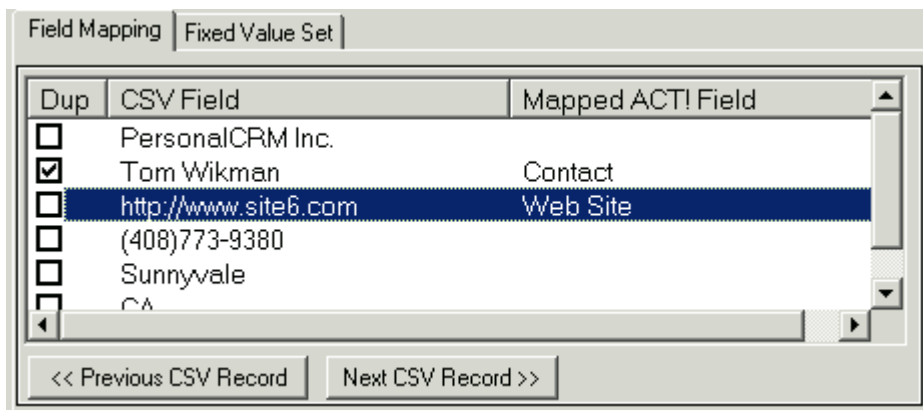 Field Mapping Fixed Value Set
Dup CSV Field Mapped ACT! Field
PersonalCRM Inc.
Tom Wikman Contact
http://www.site6.com Web Site
(408)773-9380
Sunnyvale
CA
<< Previous CSV Record Next CSV Record >>